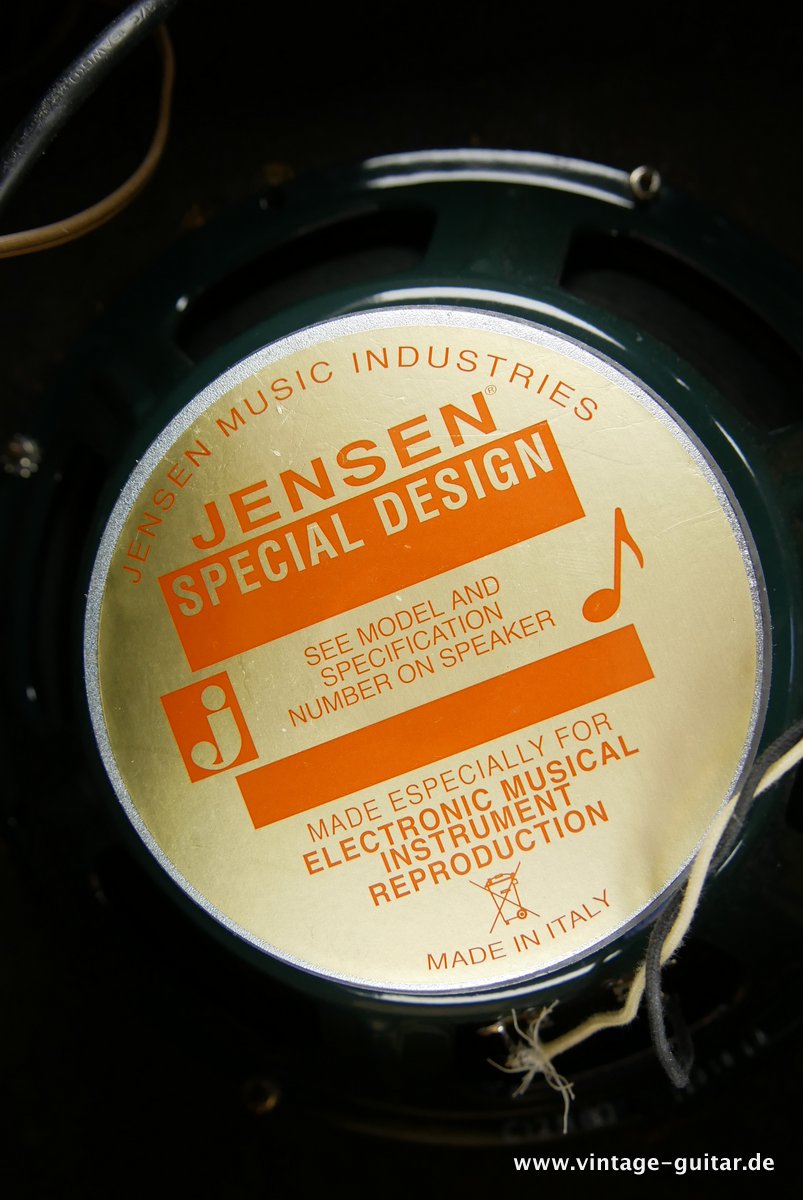 JENSEN MUSIC INDUSTRIES
JENSEN®
SPECIAL DESIGN
SEE MODEL AND
SPECIFICATION
NUMBER ON SPEAKER
j
MADE ESPECIALLY FOR
ELECTRONIC MUSICAL
INSTRUMENT
REPRODUCTION
MADE IN ITALY
www.vintage-guitar.de